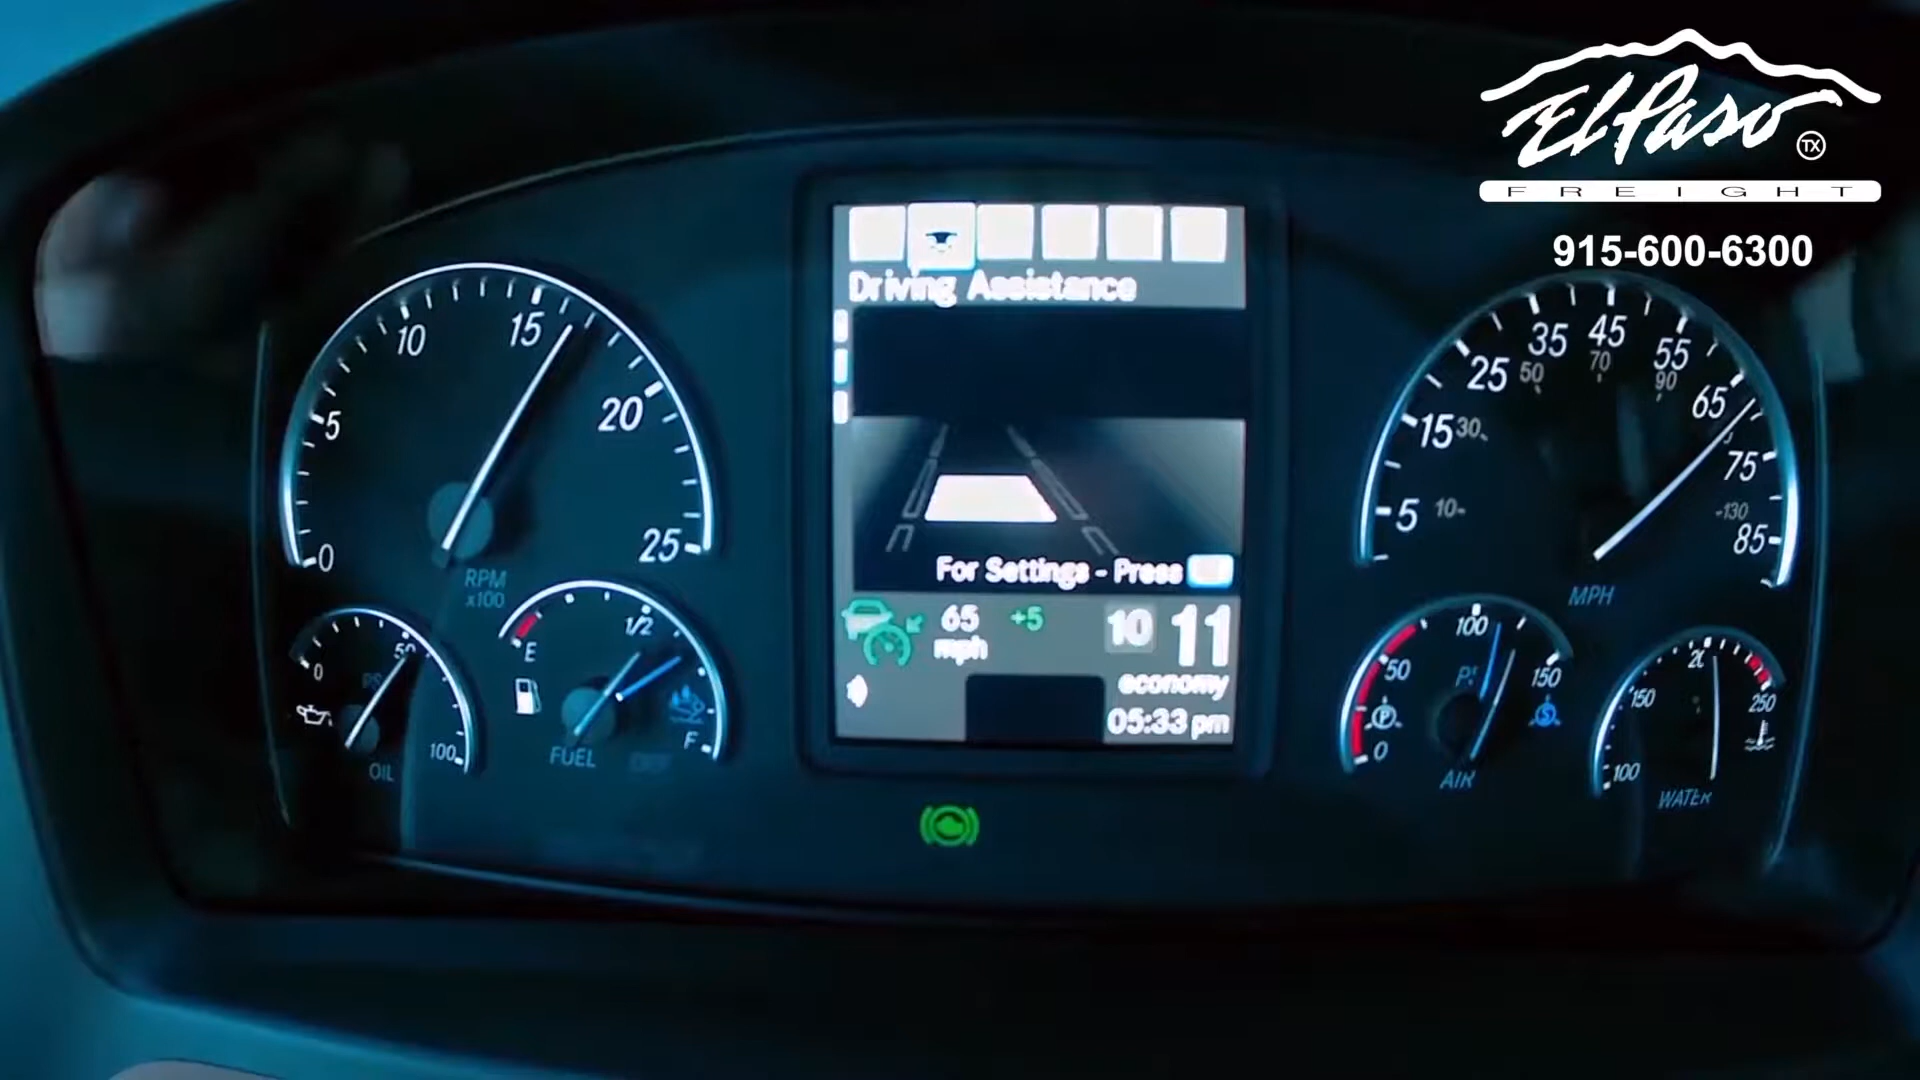 El Paso
TX
FREIGHT
915-600-6300
Driving Assistance
For Settings - Press
65 +5 10 11
mph
economy
05:33 pm
0 5 10 15 20 25
RPM
x100
0 50 100
PSI
OIL
E 1/2 F
FUEL
5 15 25 35 45 55 65 75 85
10 30 50 70 90 130
MPH
0 50 100 150
P
S
AIR
100 150 250
WATER